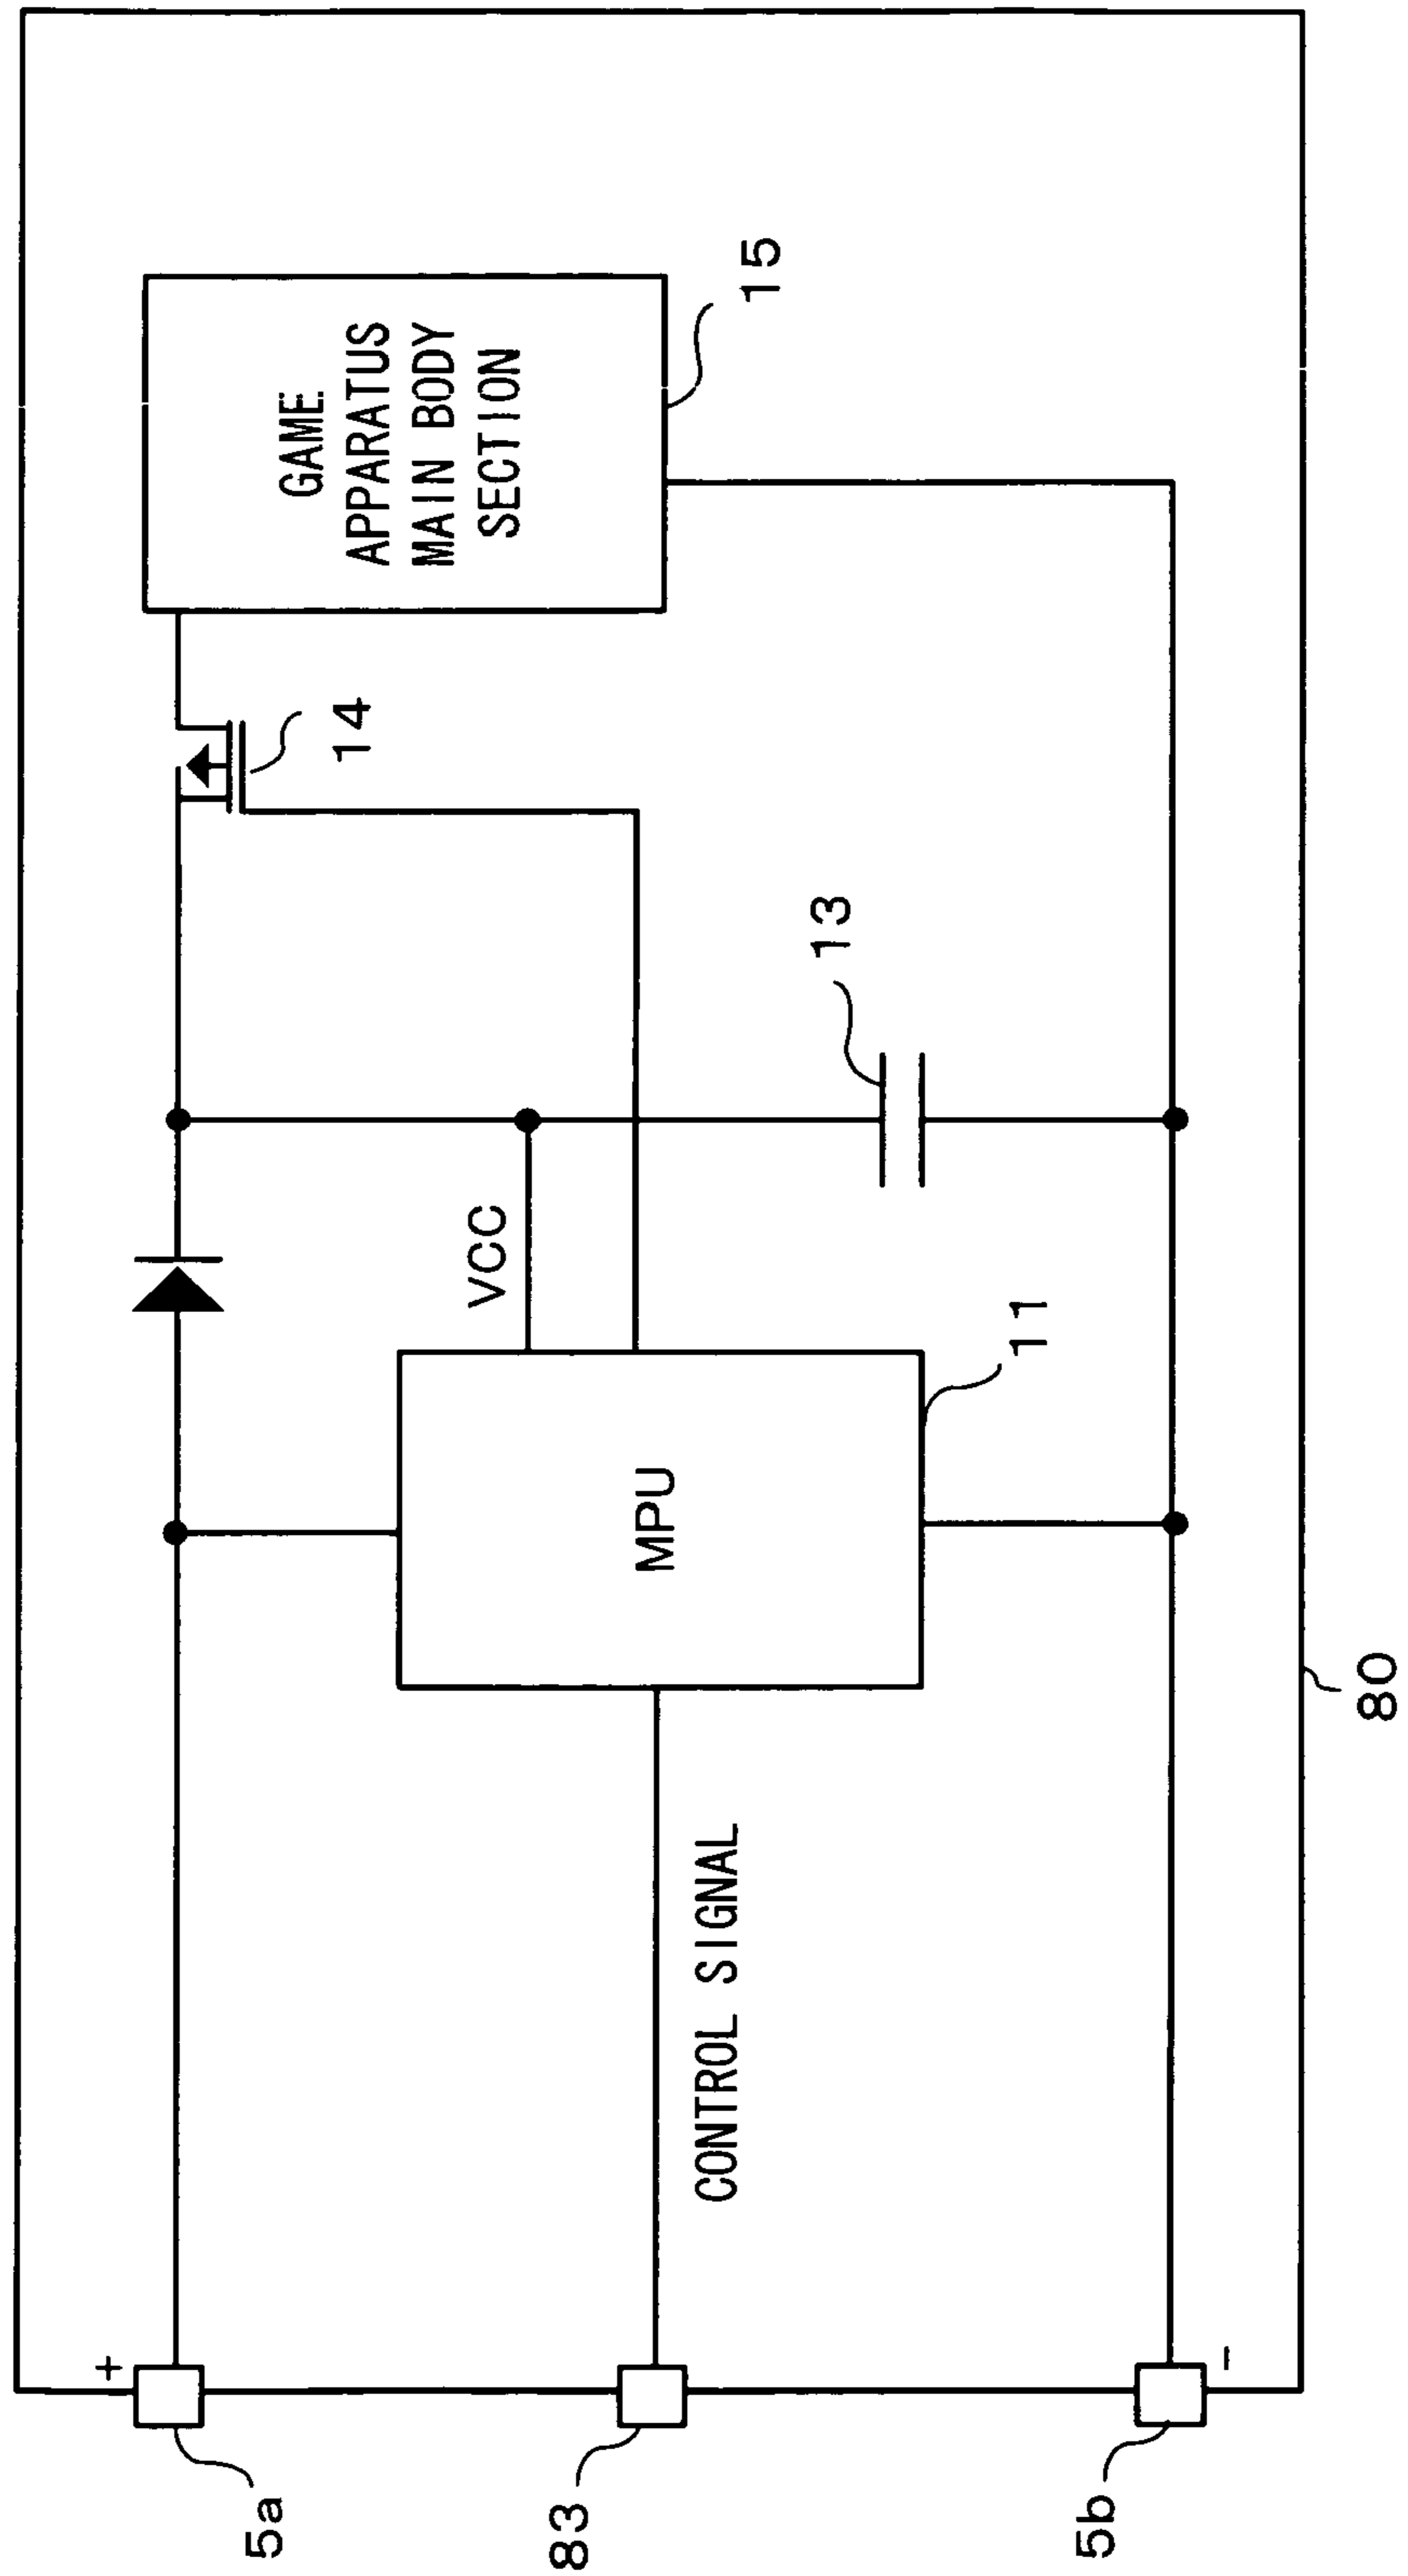 GAME.
APPARATUS
MAIN BODY
SECTION
15
14
13
VCC
11
MPU
80
CONTROL SIGNAL
+
−
5a
83
5b